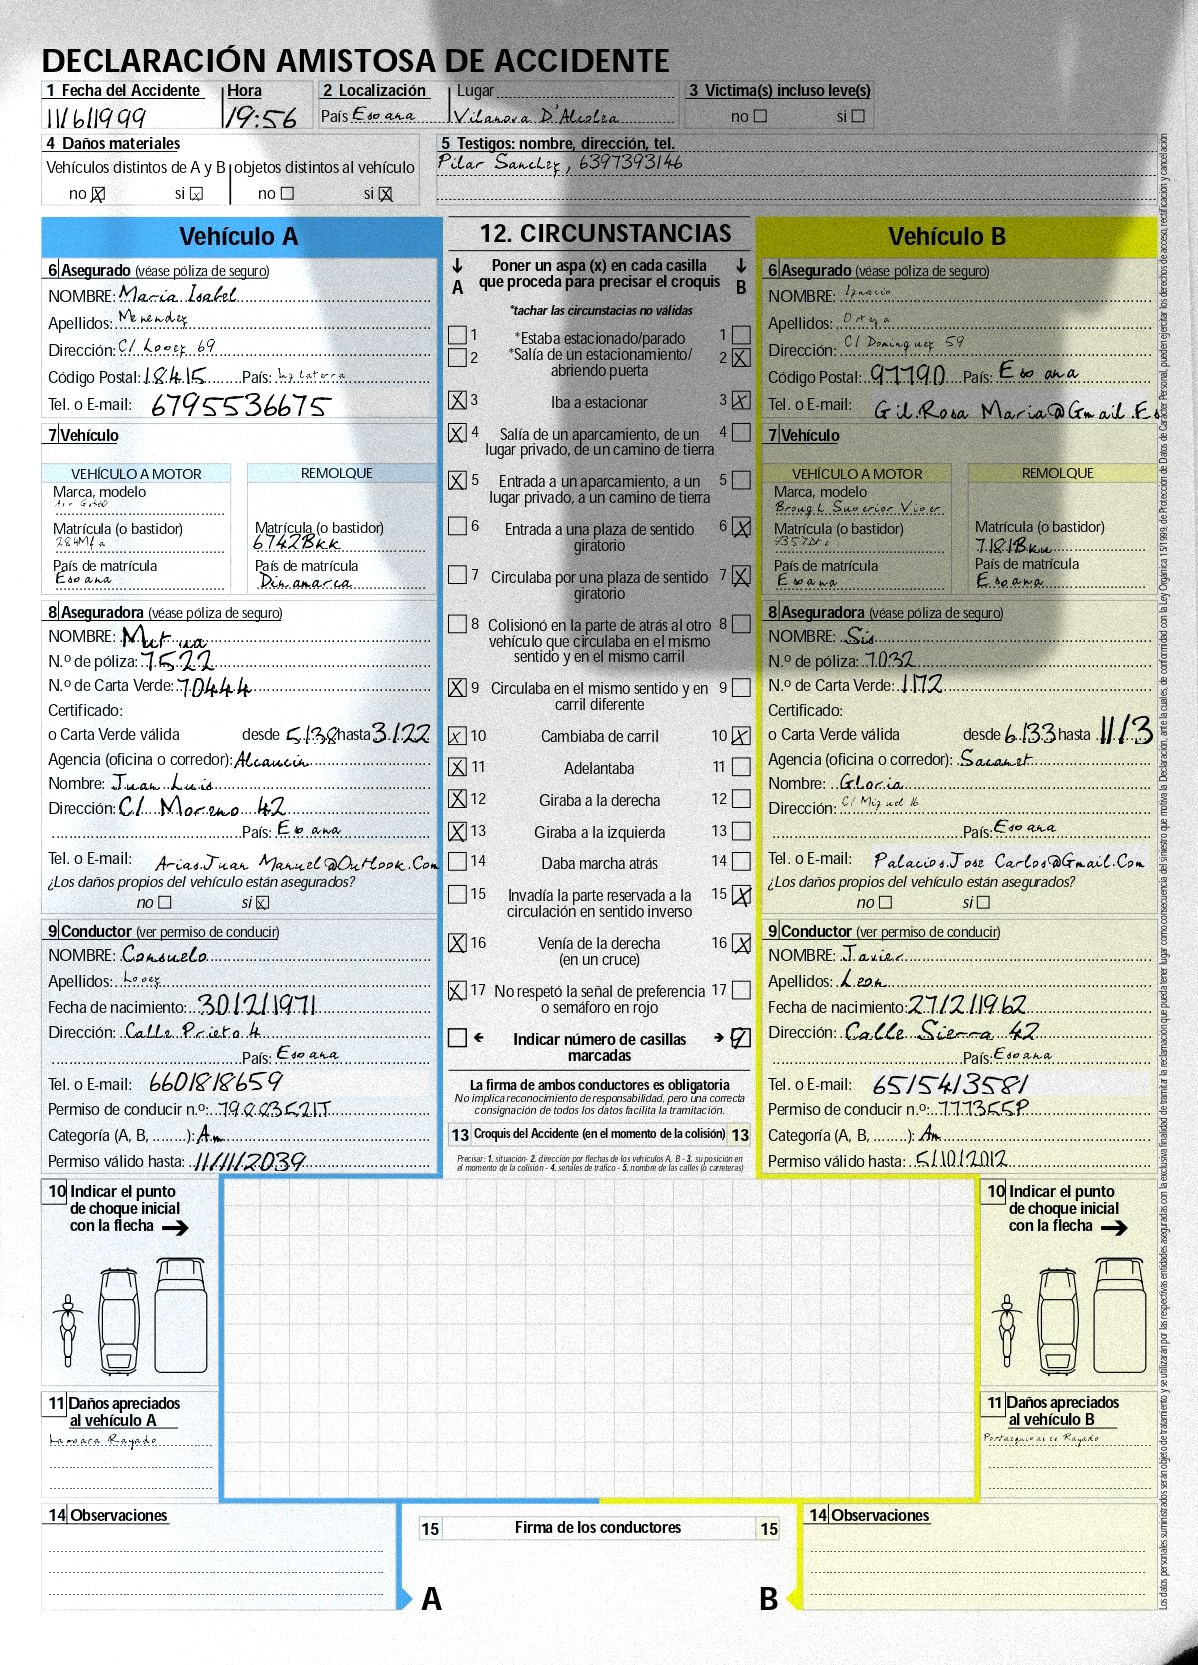 DECLARACIÓN AMISTOSA DE ACCIDENTE
1 Fecha del Accidente Hora 2 Localización Lugar 3 Victima(s) incluso leve(s)
11/6/1999 19:56 País Espana Vilanova D'Alcolea no si
4 Daños materiales
Vehículos distintos de A y B objetos distintos al vehículo
no X si X no si X
5 Testigos: nombre, dirección, tel.
Pilar Sanchez, 6397393146
Vehículo A
6 Asegurado (véase póliza de seguro)
NOMBRE: Maria Isabel
Apellidos: Menendez
Dirección: C/ Lopez 69
Código Postal: 18415 País: Inglaterra
Tel. o E-mail: 6795536675
7 Vehículo
VEHÍCULO A MOTOR REMOLQUE
Marca, modelo
Matrícula (o bastidor) Matrícula (o bastidor)
6742Bkk
País de matrícula País de matrícula
Espana Dinamarca
8 Aseguradora (véase póliza de seguro)
NOMBRE: Mutua
N.º de póliza: 7522
N.º de Carta Verde: 70444
Certificado:
o Carta Verde válida desde 5/38 hasta 3/22
Agencia (oficina o corredor): Alcaucin
Nombre: Juan Luis
Dirección: C/ Moreno 42
País: Espana
Tel. o E-mail: Arias.Juan Manuel@Outlook.Com
¿Los daños propios del vehículo están asegurados?
no si X
9 Conductor (ver permiso de conducir)
NOMBRE: Consuelo
Apellidos: Lopez
Fecha de nacimiento: 30/2/1971
Dirección: Calle Prieto 4
País: Espana
Tel. o E-mail: 6601818659
Permiso de conducir n.º: 79883521T
Categoría (A, B, ........): Am
Permiso válido hasta: 11/11/2039
12. CIRCUNSTANCIAS
A Poner un aspa (x) en cada casilla que proceda para precisar el croquis B
*tachar las circunstacias no válidas
1 *Estaba estacionado/parado 1
2 *Salía de un estacionamiento/ abriendo puerta 2 X
X 3 Iba a estacionar 3 X
X 4 Salía de un aparcamiento, de un lugar privado, de un camino de tierra 4
X 5 Entrada a un aparcamiento, a un lugar privado, a un camino de tierra 5
6 Entrada a una plaza de sentido giratorio 6 X
7 Circulaba por una plaza de sentido giratorio 7 X
8 Colisionó en la parte de atrás al otro vehículo que circulaba en el mismo sentido y en el mismo carril 8
X 9 Circulaba en el mismo sentido y en carril diferente 9
X 10 Cambiaba de carril 10 X
X 11 Adelantaba 11
X 12 Giraba a la derecha 12
X 13 Giraba a la izquierda 13
14 Daba marcha atrás 14
15 Invadía la parte reservada a la circulación en sentido inverso 15 X
X 16 Venía de la derecha (en un cruce) 16 X
X 17 No respetó la señal de preferencia o semáforo en rojo 17
Indicar número de casillas marcadas 9
La firma de ambos conductores es obligatoria
No implica reconocimiento de responsabilidad, pero una correcta
consignación de todos los datos facilita la tramitación.
13 Croquis del Accidente (en el momento de la colisión) 13
Precisar: 1. situación- 2. dirección por flechas de los vehículos A, B - 3. su posición en
el momento de la colisión - 4. señales de tráfico - 5. nombre de las calles (o carreteras)
Vehículo B
6 Asegurado (véase póliza de seguro)
NOMBRE: Ignacio
Apellidos: Ortega
Dirección: C/ Dominguez 59
Código Postal: 97790 País: Espana
Tel. o E-mail: Gil.Rosa Maria@Gmail.Es
7 Vehículo
VEHÍCULO A MOTOR REMOLQUE
Marca, modelo
Brough Superior Viper
Matrícula (o bastidor) Matrícula (o bastidor)
7181Bku
País de matrícula País de matrícula
Espana Espana
8 Aseguradora (véase póliza de seguro)
NOMBRE: Sis
N.º de póliza: 7032
N.º de Carta Verde: 1172
Certificado:
o Carta Verde válida desde 6/33 hasta 11/3
Agencia (oficina o corredor): Sacanet
Nombre: Gloria
Dirección: C/ Miguel 16
País: Espana
Tel. o E-mail: Palacios.Jose Carlos@Gmail.Com
¿Los daños propios del vehículo están asegurados?
no si
9 Conductor (ver permiso de conducir)
NOMBRE: Javier
Apellidos: Leon
Fecha de nacimiento: 27/2/1962
Dirección: Calle Sierra 42
País: Espana
Tel. o E-mail: 6515413581
Permiso de conducir n.º: 777355P
Categoría (A, B, ........): Am
Permiso válido hasta: 5/10/2012
10 Indicar el punto de choque inicial con la flecha
11 Daños apreciados al vehículo A
Lampara Rayado
10 Indicar el punto de choque inicial con la flecha
11 Daños apreciados al vehículo B
Portaequipajes Rayado
14 Observaciones
15 Firma de los conductores 15
A B
14 Observaciones
Los datos personales suministrados serán objeto de tratamiento y se utilizarán por las respectivas entidades aseguradas con la exclusiva finalidad de tramitar la reclamación que pueda tener lugar como consecuencia del siniestro que motiva la Declaración, ante la cuales, de conformidad con la Ley Orgánica 15/1999, de Protección de Datos de Carácter Personal, pueden ejercitar los derechos de acceso, rectificación y cancelación